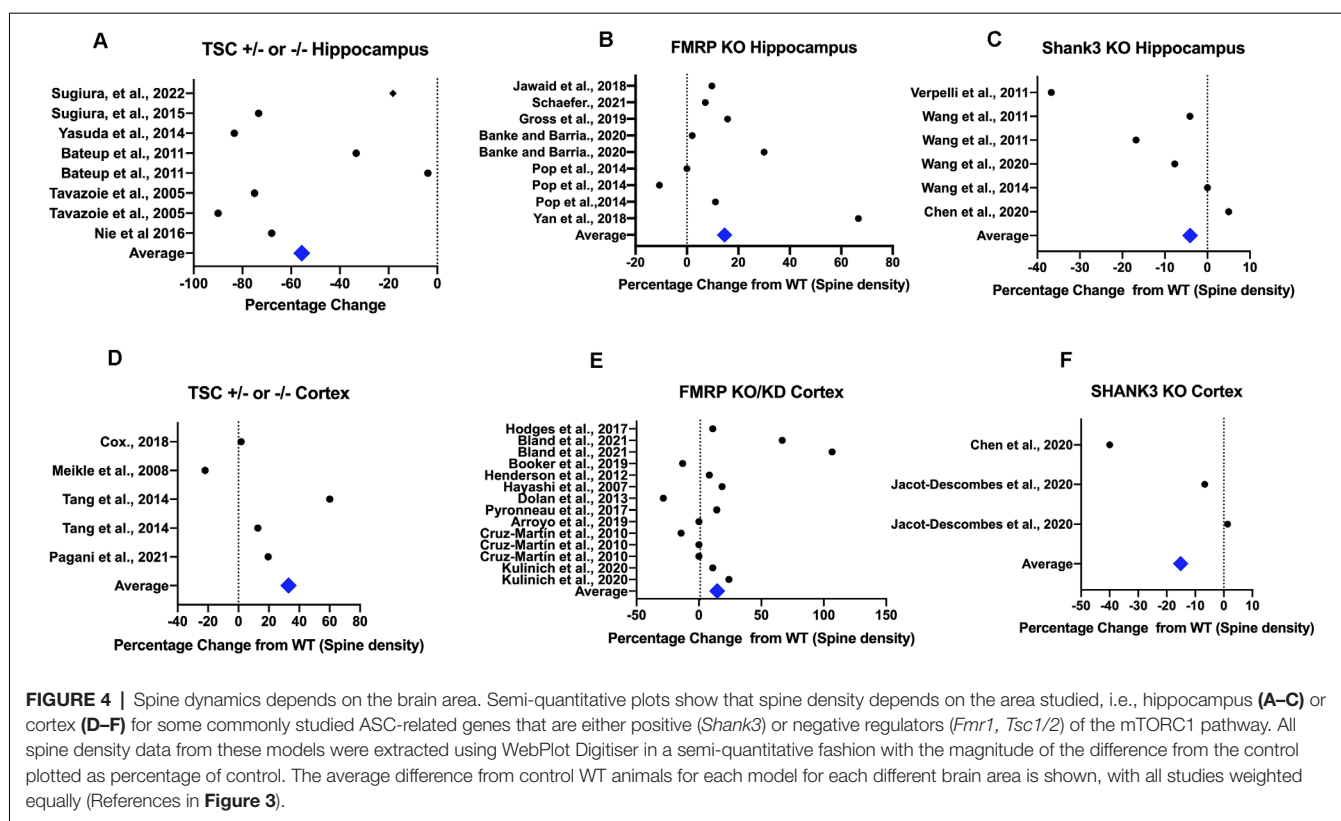 A
TSC +/- or -/- Hippocampus
Sugiura, et al., 2022
Sugiura et al., 2015
Yasuda et al., 2014
Bateup et al., 2011
Bateup et al., 2011
Tavazoie et al., 2005
Tavazoie et al., 2005
Nie et al 2016
Average
-100 -80 -60 -40 -20 0
Percentage Change
B
FMRP KO Hippocampus
Jawaid et al., 2018
Schaefer., 2021
Gross et al., 2019
Banke and Barria., 2020
Banke and Barria., 2020
Pop et al., 2014
Pop et al., 2014
Pop et al.,2014
Yan et al., 2018
Average
-20 0 20 40 60 80
Percentage Change from WT (Spine density)
C
Shank3 KO Hippocampus
Verpelli et al., 2011
Wang et al., 2011
Wang et al., 2011
Wang et al., 2020
Wang et al., 2014
Chen et al., 2020
Average
-40 -30 -20 -10 0 10
Percentage Change from WT (Spine density)
D
TSC +/- or -/- Cortex
Cox., 2018
Meikle et al., 2008
Tang et al., 2014
Tang et al., 2014
Pagani et al., 2021
Average
-40 -20 0 20 40 60 80
Percentage Change from WT (Spine density)
E
FMRP KO/KD Cortex
Hodges et al., 2017
Bland et al., 2021
Bland et al., 2021
Booker et al., 2019
Henderson et al., 2012
Hayashi et al., 2007
Dolan et al., 2013
Pyronneau et al., 2017
Arroyo et al., 2019
Cruz-Martín et al., 2010
Cruz-Martín et al., 2010
Cruz-Martín et al., 2010
Kulinich et al., 2020
Kulinich et al., 2020
Average
-50 0 50 100 150
Percentage Change from WT (Spine density)
F
SHANK3 KO Cortex
Chen et al., 2020
Jacot-Descombes et al., 2020
Jacot-Descombes et al., 2020
Average
-50 -40 -30 -20 -10 0 10
Percentage Change from WT (Spine density)
FIGURE 4 | Spine dynamics depends on the brain area. Semi-quantitative plots show that spine density depends on the area studied, i.e., hippocampus (A–C) or
cortex (D–F) for some commonly studied ASC-related genes that are either positive (Shank3) or negative regulators (Fmr1, Tsc1/2) of the mTORC1 pathway. All
spine density data from these models were extracted using WebPlot Digitiser in a semi-quantitative fashion with the magnitude of the difference from the control
plotted as percentage of control. The average difference from control WT animals for each model for each different brain area is shown, with all studies weighted
equally (References in Figure 3).